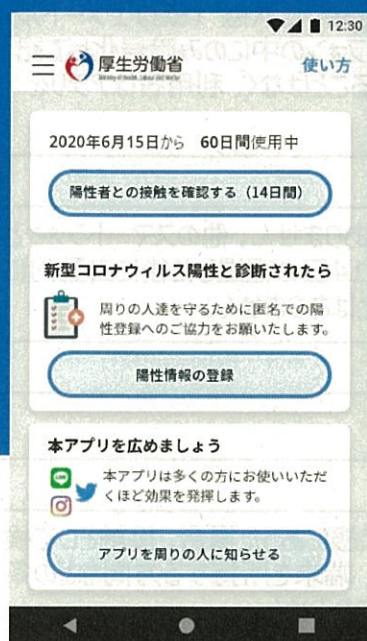 12:30
厚生労働省
Ministry of Health, Labour and Welfare
使い方
2020年6月15日から 60日間使用中
陽性者との接触を確認する（14日間）
新型コロナウィルス陽性と診断されたら
周りの人達を守るために匿名での陽
性登録へのご協力をお願いたします。
陽性情報の登録
本アプリを広めましょう
本アプリは多くの方にお使いいただ
くほど効果を発揮します。
アプリを周りの人に知らせる